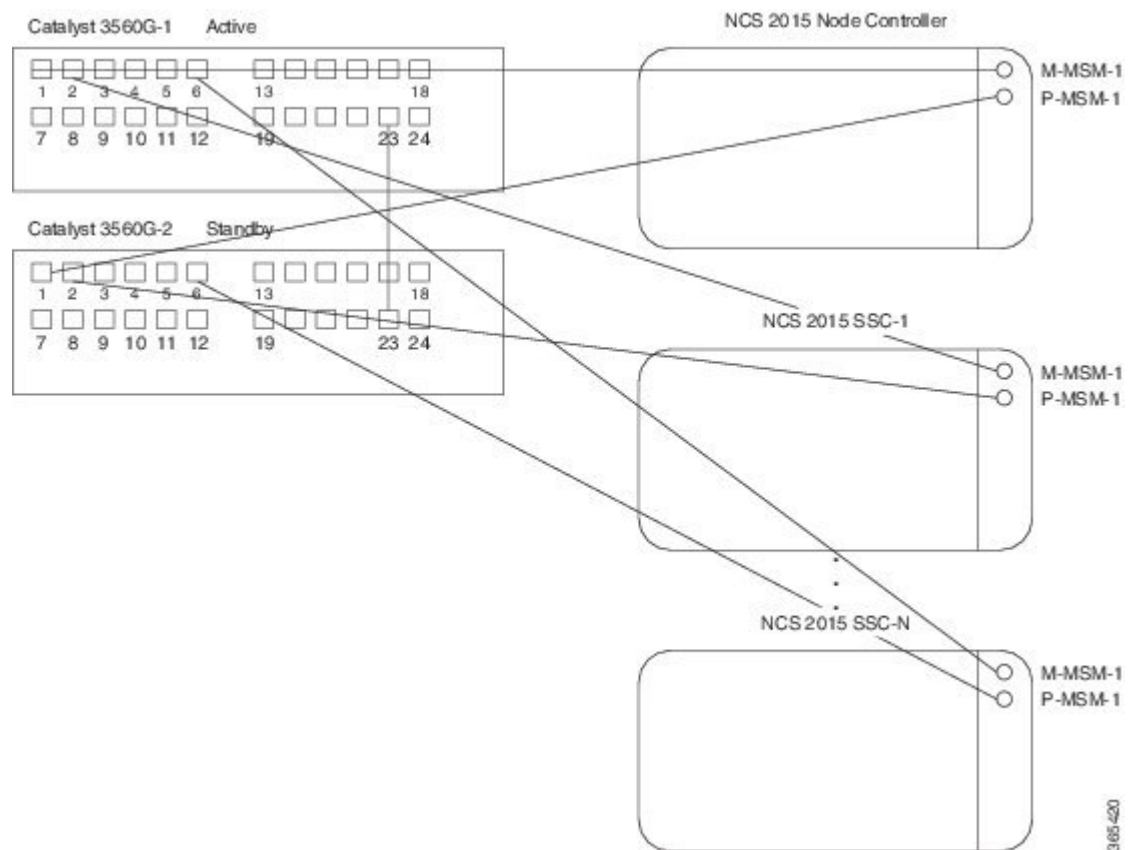 Catalyst 3560G-1 Active
1 2 3 4 5 6 13 18
7 8 9 10 11 12 19 23 24
Catalyst 3560G-2 Standby
1 2 3 4 5 6 13 18
7 8 9 10 11 12 19 23 24
NCS 2015 Node Controller
M-MSM-1
P-MSM-1
NCS 2015 SSC-1
M-MSM-1
P-MSM-1
NCS 2015 SSC-N
M-MSM-1
P-MSM-1
365420